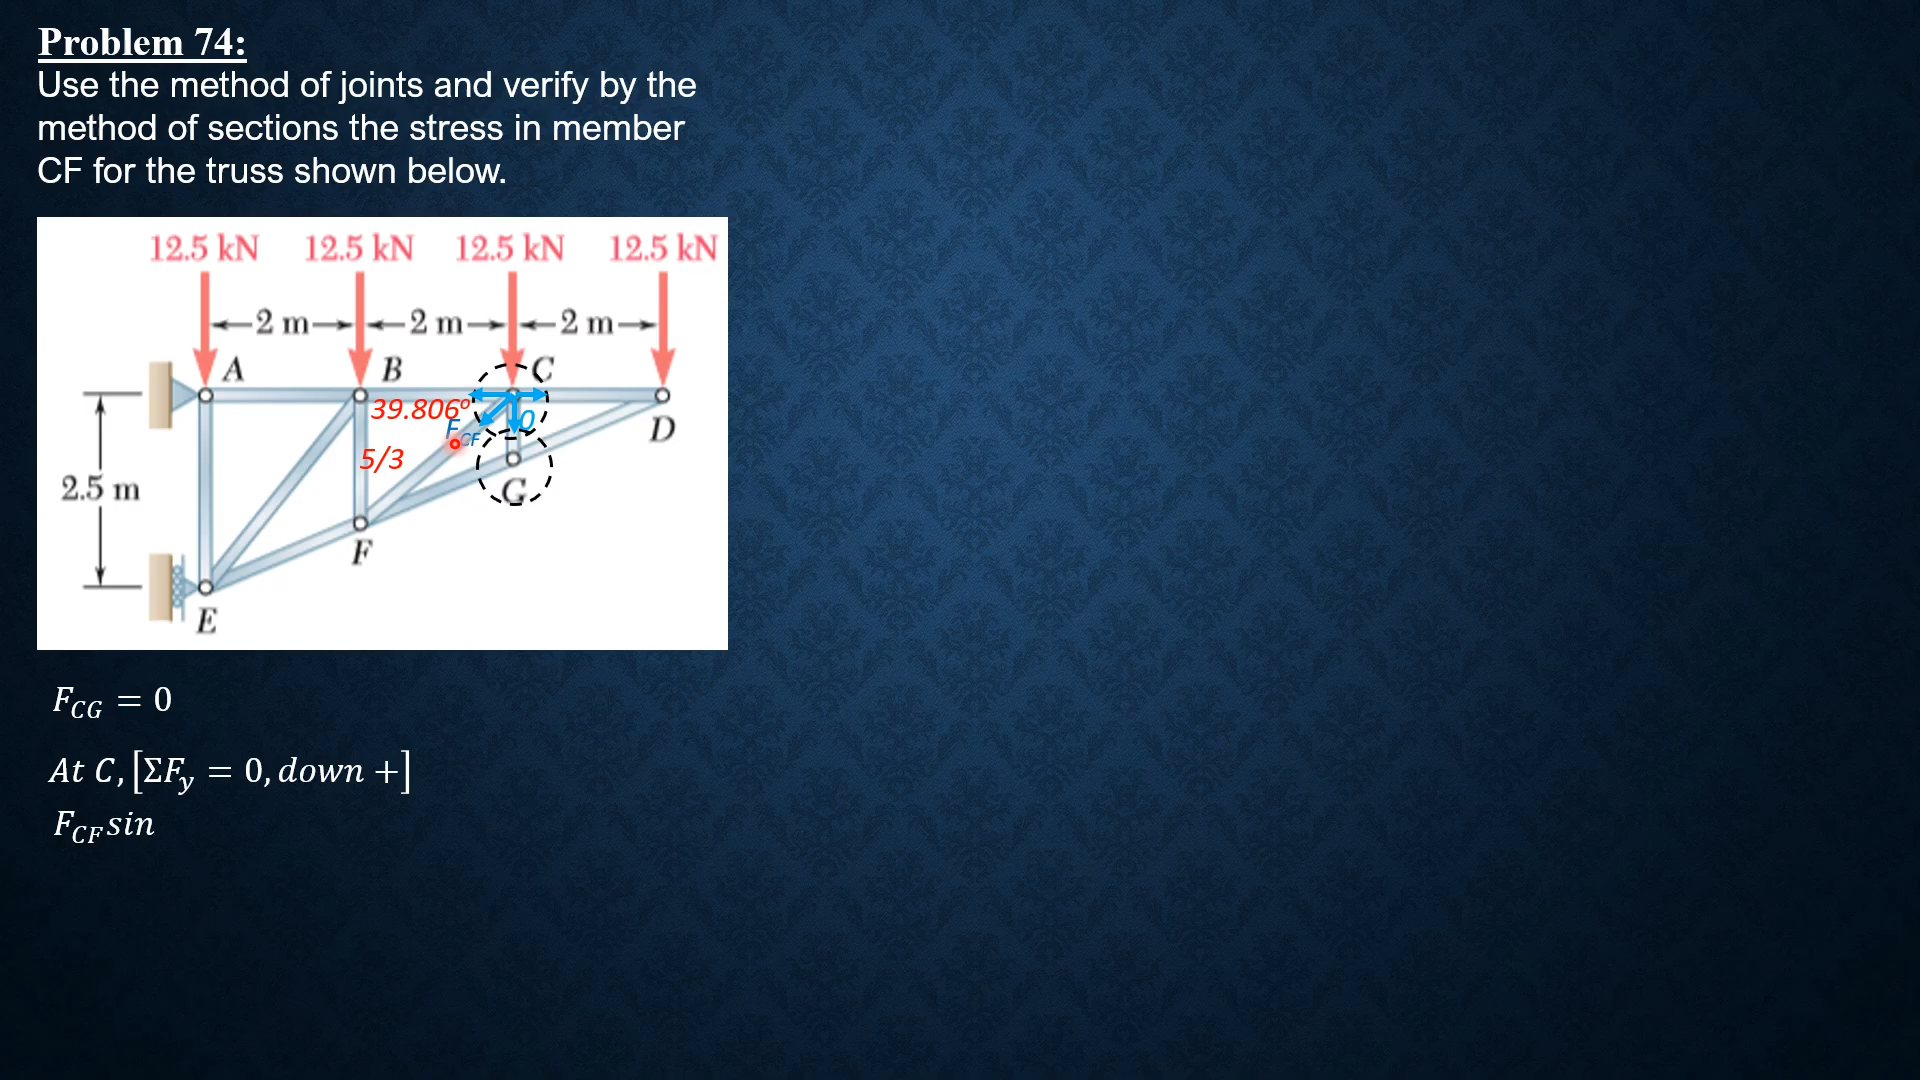 Problem 74:
Use the method of joints and verify by the
method of sections the stress in member
CF for the truss shown below.
12.5 kN 12.5 kN 12.5 kN 12.5 kN
2 m 2 m 2 m
A B C
39.806°
F_CF 0 D
5/3
2.5 m G
F
E
F_CG = 0
At C, [ΣF_y = 0, down +]
F_CF sin